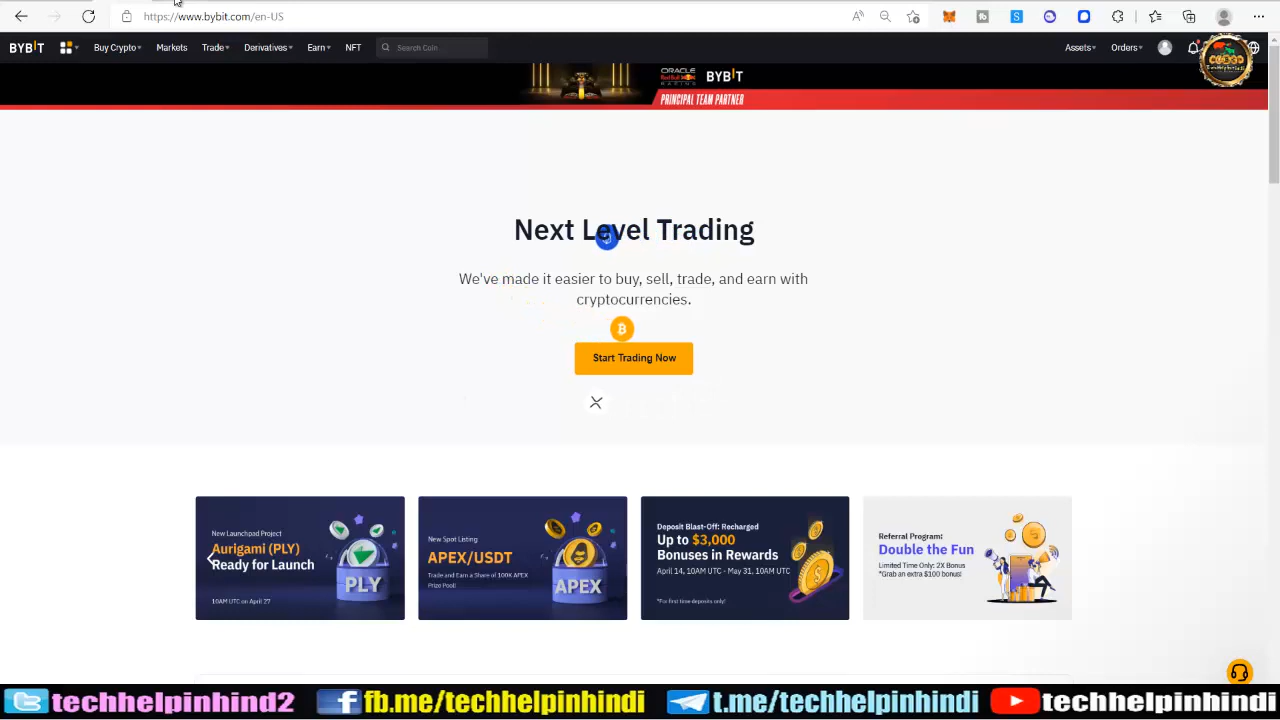 https://www.bybit.com/en-US
BYBIT Buy Crypto Markets Trade Derivatives Earn NFT Search Coin Assets Orders
ORACLE Red Bull RACING BYBIT
PRINCIPAL TEAM PARTNER
Next Level Trading
We've made it easier to buy, sell, trade, and earn with
cryptocurrencies.
Start Trading Now
New Launchpad Project
Aurigami (PLY)
Ready for Launch
10AM UTC on April 27
PLY
New Spot Listing
APEX/USDT
Trade and Earn a Share of 100K APEX
Prize Pool!
APEX
Deposit Blast-Off: Recharged
Up to $3,000
Bonuses in Rewards
April 14, 10AM UTC - May 31, 10AM UTC
*For first time deposits only!
Referral Program:
Double the Fun
Limited Time Only: 2X Bonus
*Grab an extra $100 bonus!
techhelpinhind2 fb.me/techhelpinhindi t.me/techhelpinhindi techhelpinhindi